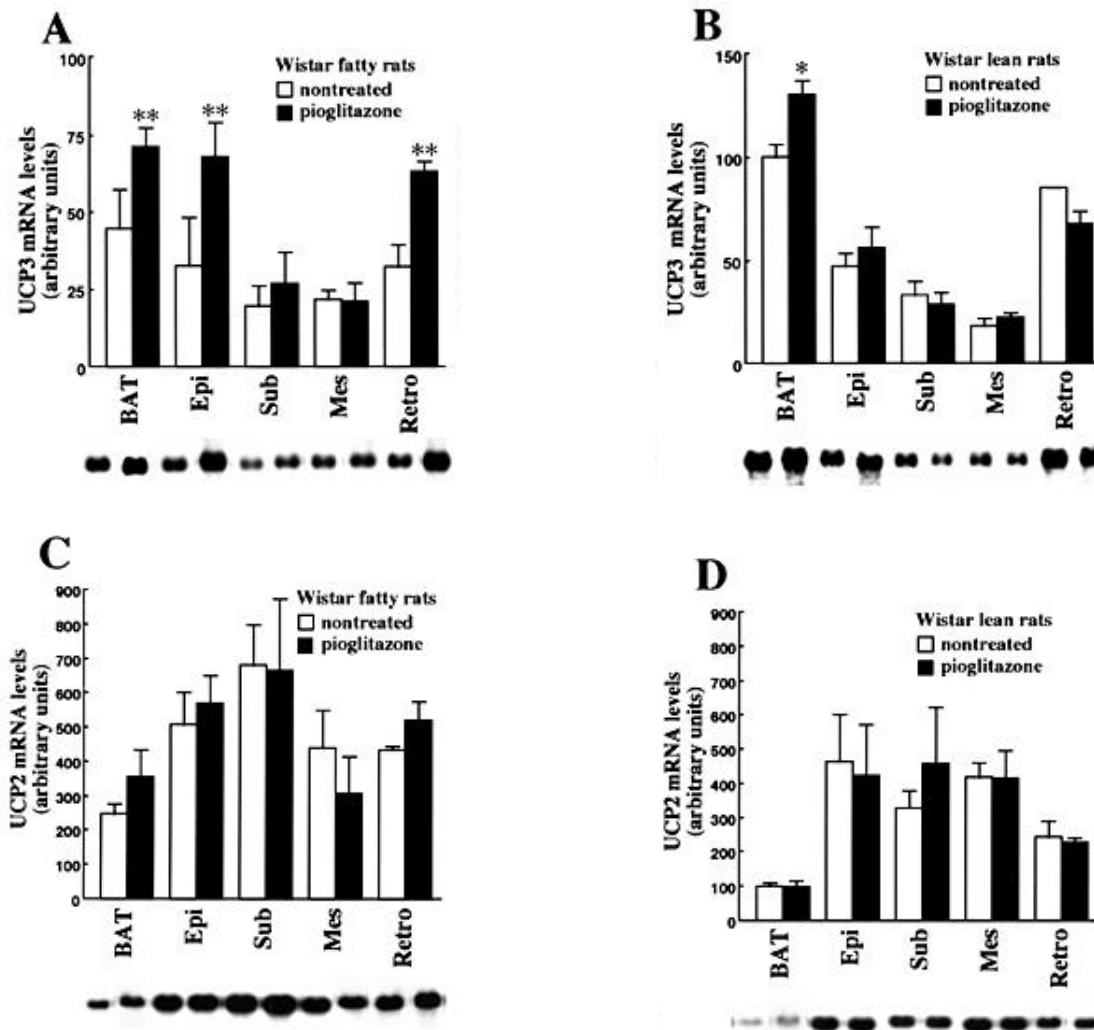 A
UCP3 mRNA levels
(arbitrary units)
100
75
50
25
0
Wistar fatty rats
nontreated
pioglitazone
** ** **
BAT Epi Sub Mes Retro
B
UCP3 mRNA levels
(arbitrary units)
150
100
50
0
Wistar lean rats
nontreated
pioglitazone
*
BAT Epi Sub Mes Retro
C
UCP2 mRNA levels
(arbitrary units)
900
800
700
600
500
400
300
200
100
0
Wistar fatty rats
nontreated
pioglitazone
BAT Epi Sub Mes Retro
D
UCP2 mRNA levels
(arbitrary units)
900
800
700
600
500
400
300
200
100
0
Wistar lean rats
nontreated
pioglitazone
BAT Epi Sub Mes Retro